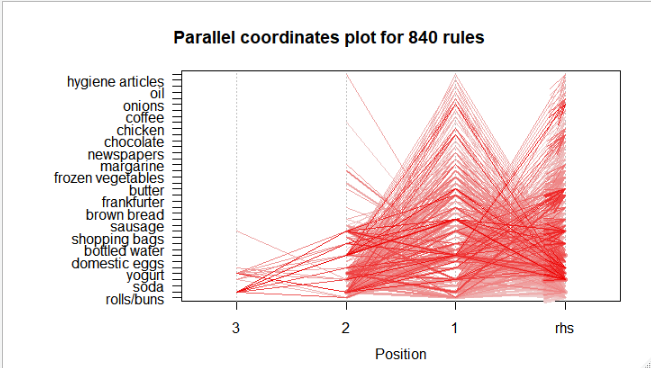 Parallel coordinates plot for 840 rules
hygiene articles
oil
onions
coffee
chicken
chocolate
newspapers
margarine
frozen vegetables
butter
frankfurter
brown bread
sausage
shopping bags
bottled water
domestic eggs
yogurt
soda
rolls/buns
3 2 1 rhs
Position